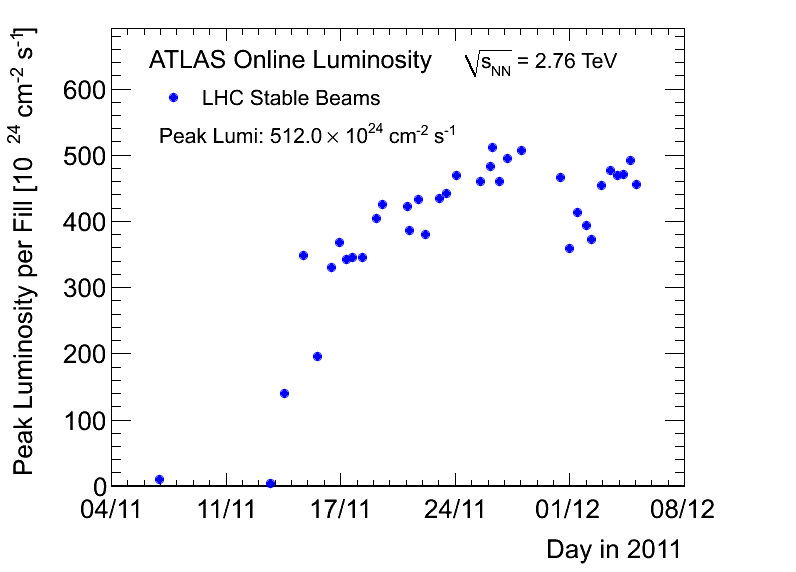 ATLAS Online Luminosity √sNN = 2.76 TeV
LHC Stable Beams
Peak Lumi: 512.0 × 10^24 cm^-2 s^-1
Peak Luminosity per Fill [10^24 cm^-2 s^-1]
600
500
400
300
200
100
0
04/11 11/11 17/11 24/11 01/12 08/12
Day in 2011